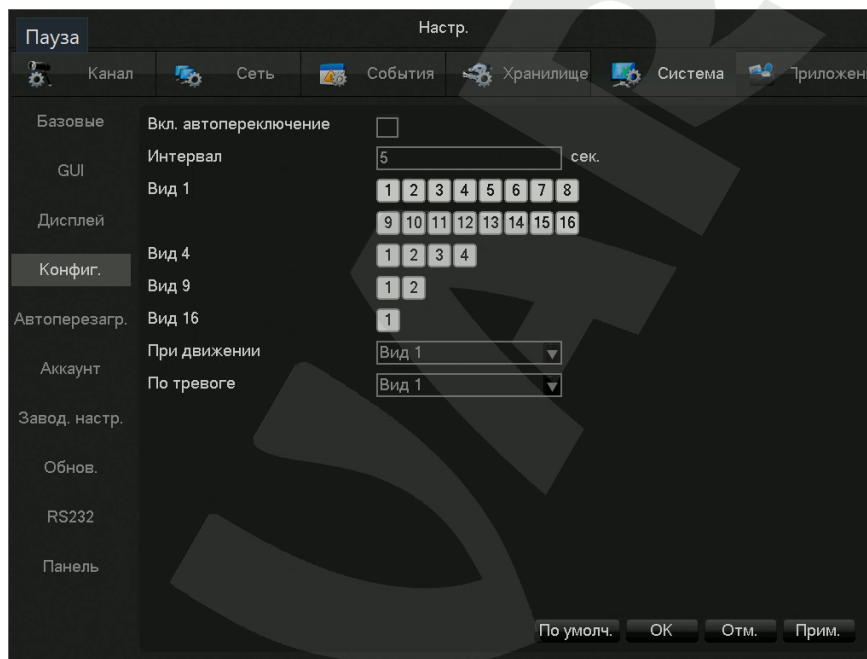 Пауза
Настр.
Канал Сеть События Хранилище Система Приложен
Базовые
GUI
Дисплей
Конфиг.
Автоперезагр.
Аккаунт
Завод. настр.
Обнов.
RS232
Панель
Вкл. автопереключение
Интервал 5 сек.
Вид 1 1 2 3 4 5 6 7 8
9 10 11 12 13 14 15 16
Вид 4 1 2 3 4
Вид 9 1 2
Вид 16 1
При движении Вид 1
По тревоге Вид 1
По умолч. OK Отм. Прим.